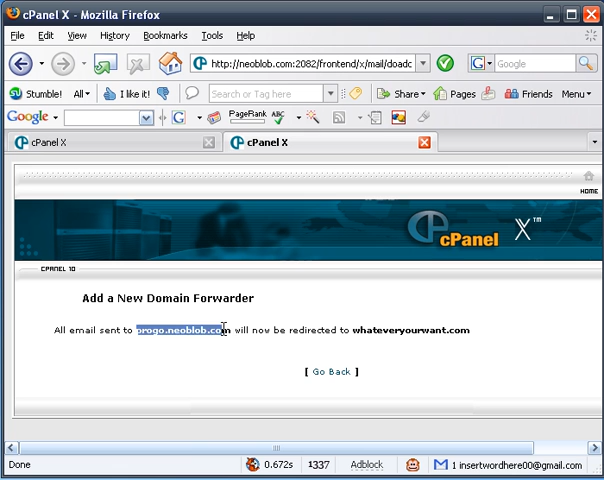 cPanel X - Mozilla Firefox
File Edit View History Bookmarks Tools Help
http://neoblob.com:2082/frontend/x/mail/doadc
G Google
Stumble! All I like it! Search or Tag here Share Pages Friends Menu
Google PageRank ABC
cPanel X cPanel X
HOME
cPanel X™
CPANEL 10
Add a New Domain Forwarder
All email sent to progo.neoblob.com will now be redirected to whateveryourwant.com
[ Go Back ]
Done 0.672s 1337 Adblock 1 insertwordhere00@gmail.com